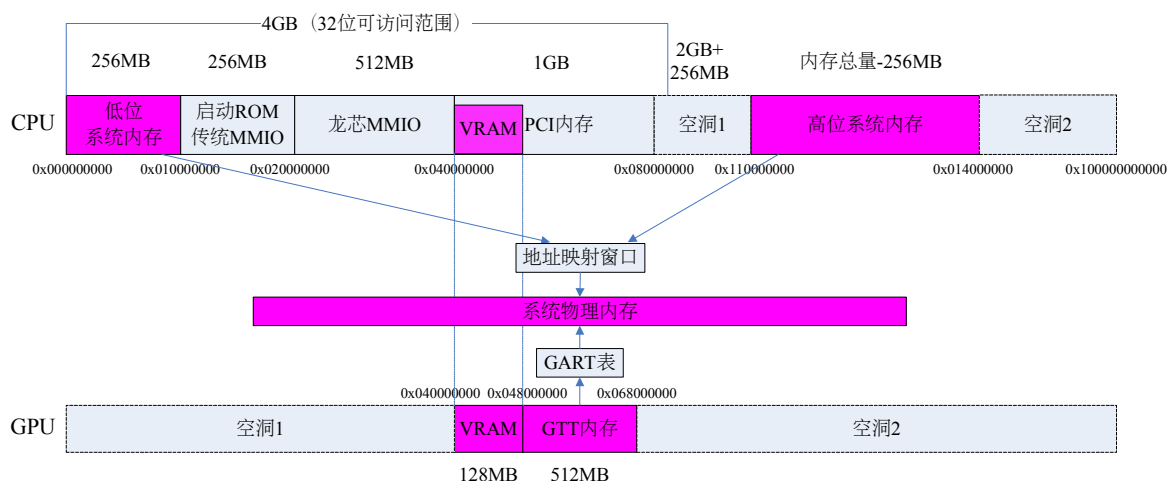 4GB（32位可访问范围）
256MB
256MB
512MB
1GB
2GB+
256MB
内存总量-256MB
CPU
低位
系统内存
启动ROM
传统MMIO
龙芯MMIO
VRAM
PCI内存
空洞1
高位系统内存
空洞2
0x000000000
0x010000000
0x020000000
0x040000000
0x080000000
0x110000000
0x014000000
0x100000000000
地址映射窗口
系统物理内存
GART表
0x040000000
0x048000000
0x068000000
GPU
空洞1
VRAM
GTT内存
空洞2
128MB
512MB